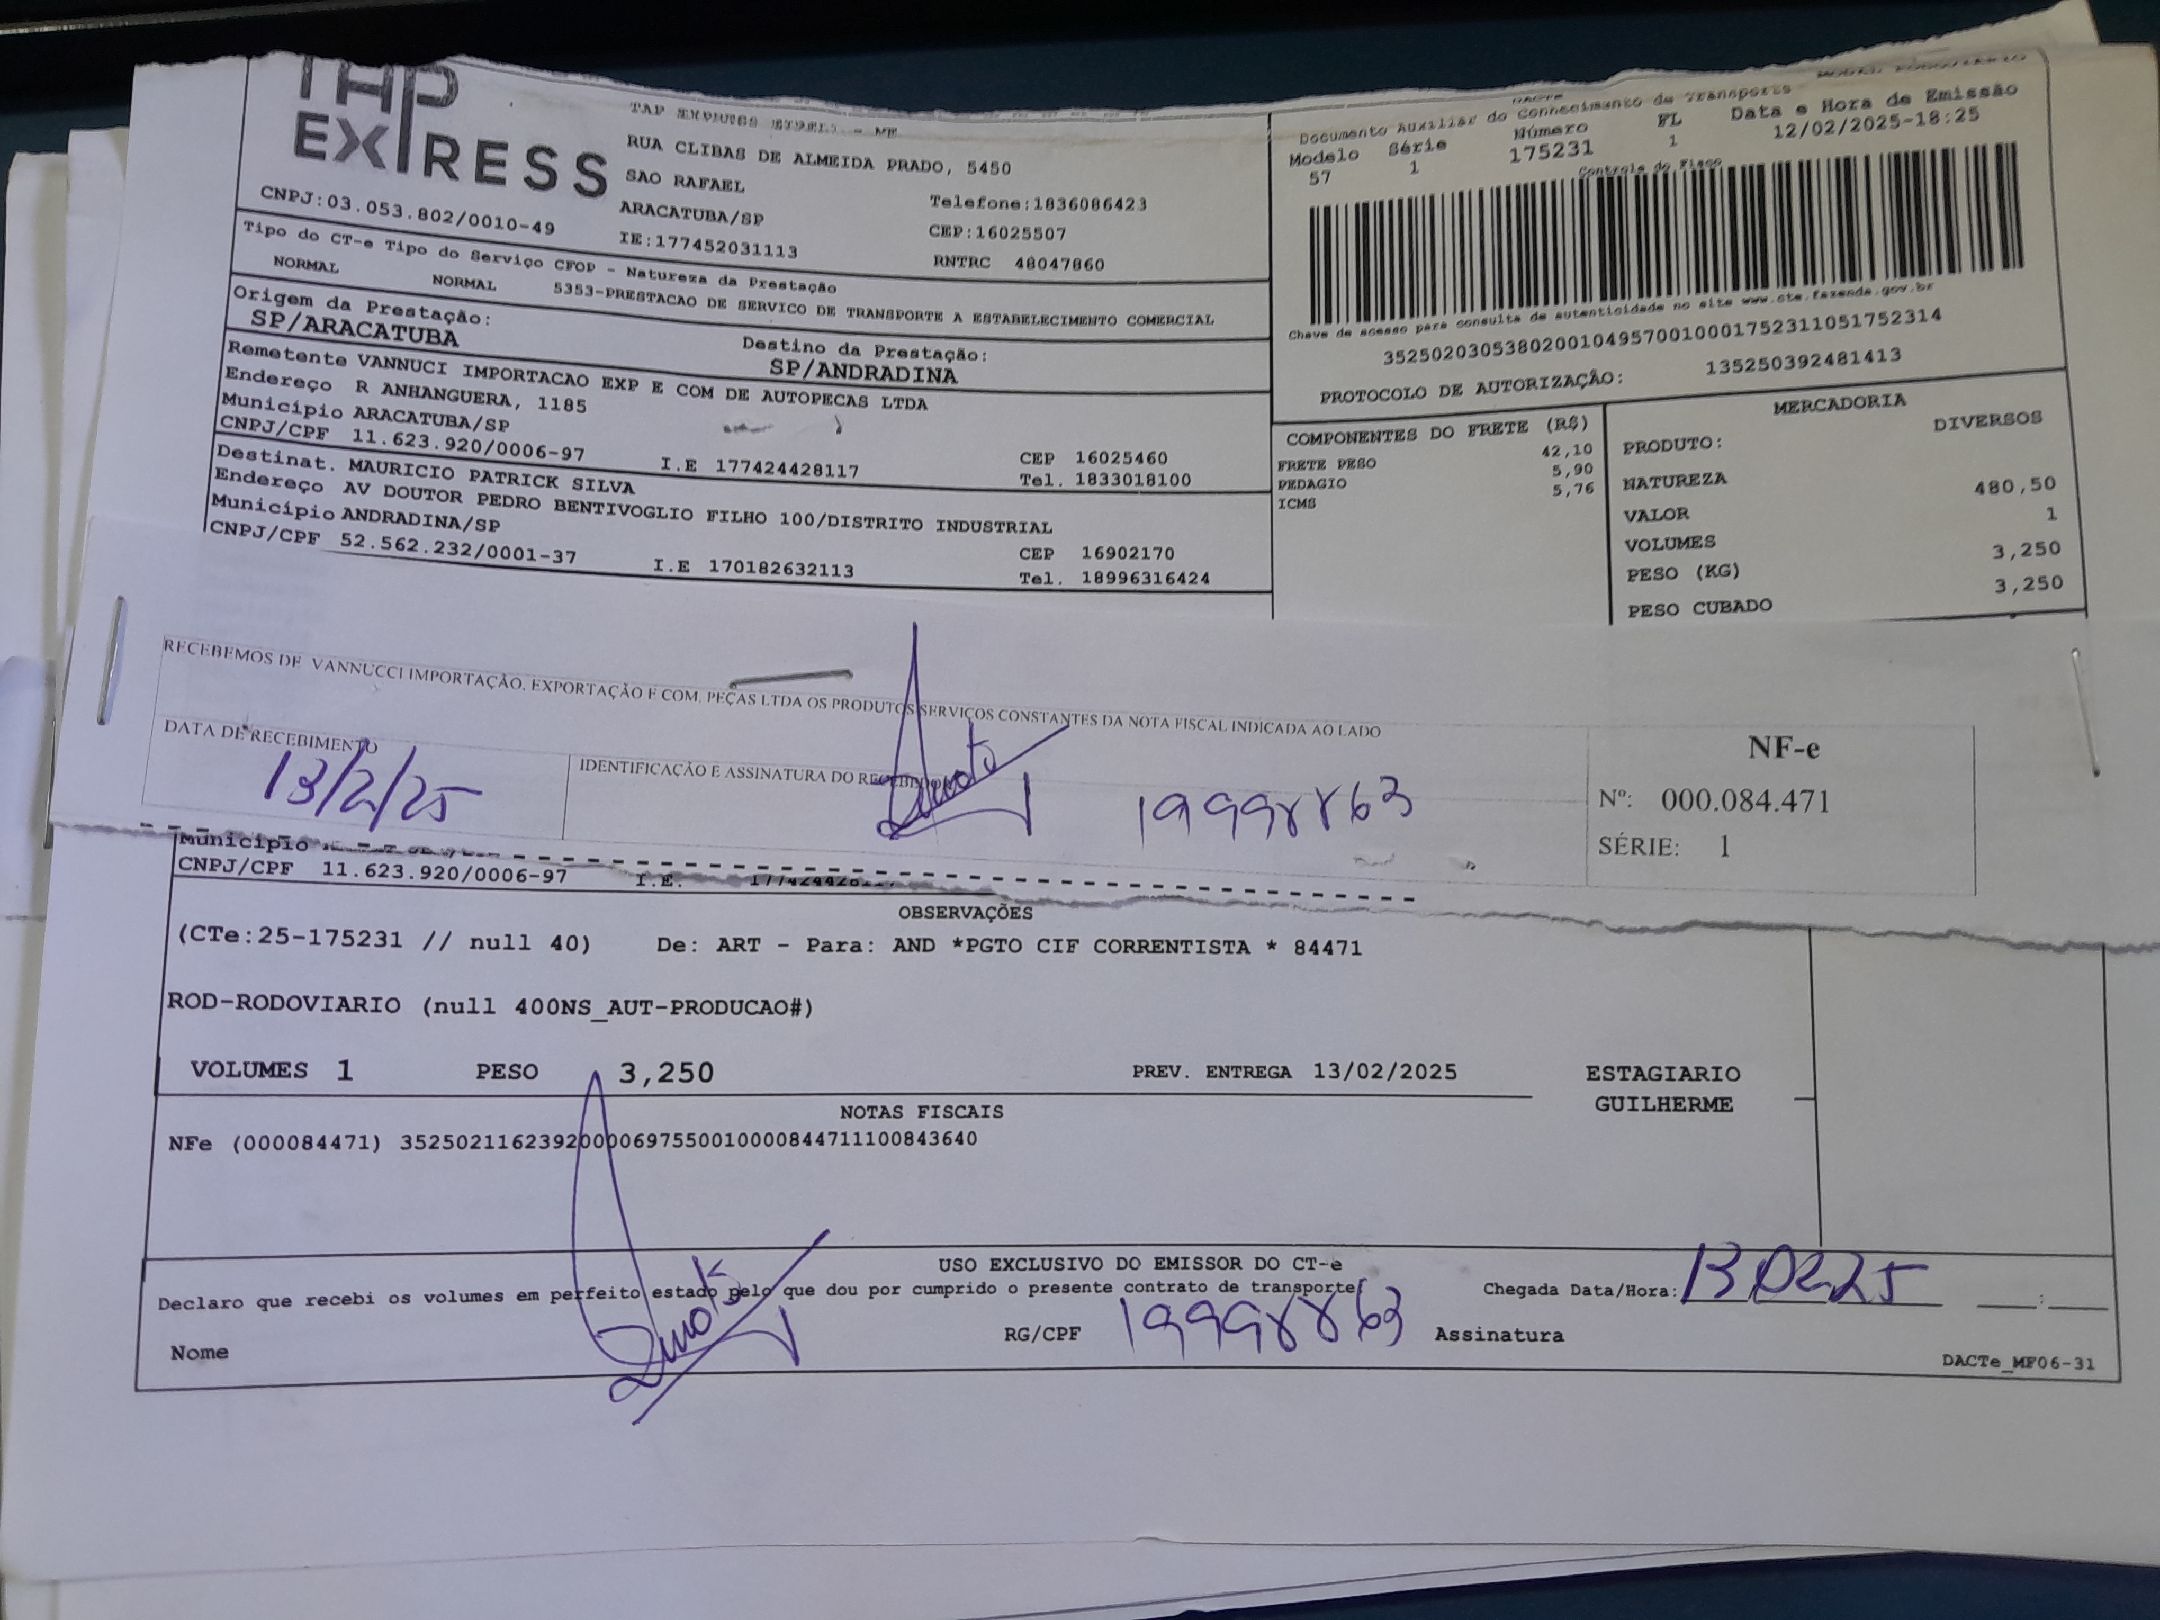 TAP
EXPRESS
CNPJ:03.053.802/0010-49
RUA CLIBAS DE ALMEIDA PRADO, 5450
SAO RAFAEL
ARACATUBA/SP
IE:177452031113
Telefone:1836086423
CEP:16025507
RNTRC 48047860
Documento Auxiliar do Conhecimento de Transporte
Modelo Série Número FL Data e Hora de Emissão
57 1 175231 1 12/02/2025-18:25
Controle do Fisco
Chave de acesso para consulta de autenticidade no site www.cte.fazenda.gov.br
35250203053802001049570010001752311051752314
PROTOCOLO DE AUTORIZAÇÃO: 135250392481413
Tipo do CT-e Tipo do Serviço CFOP - Natureza da Prestação
NORMAL NORMAL 5353-PRESTACAO DE SERVICO DE TRANSPORTE A ESTABELECIMENTO COMERCIAL
Origem da Prestação: Destino da Prestação:
SP/ARACATUBA SP/ANDRADINA
Remetente VANNUCI IMPORTACAO EXP E COM DE AUTOPECAS LTDA
Endereço R ANHANGUERA, 1185
Município ARACATUBA/SP CEP 16025460
CNPJ/CPF 11.623.920/0006-97 I.E 177424428117 Tel. 1833018100
Destinat. MAURICIO PATRICK SILVA
Endereço AV DOUTOR PEDRO BENTIVOGLIO FILHO 100/DISTRITO INDUSTRIAL
Município ANDRADINA/SP CEP 16902170
CNPJ/CPF 52.562.232/0001-37 I.E 170182632113 Tel. 18996316424
COMPONENTES DO FRETE (R$)
FRETE PESO 42,10
PEDAGIO 5,90
ICMS 5,76
MERCADORIA
PRODUTO: DIVERSOS
NATUREZA
VALOR 480,50
VOLUMES 1
PESO (KG) 3,250
PESO CUBADO 3,250
RECEBEMOS DE VANNUCCI IMPORTAÇÃO, EXPORTAÇÃO E COM. PEÇAS LTDA OS PRODUTOS/SERVIÇOS CONSTANTES DA NOTA FISCAL INDICADA AO LADO
DATA DE RECEBIMENTO
13/2/25
IDENTIFICAÇÃO E ASSINATURA DO RECEBEDOR
19998863
NF-e
Nº: 000.084.471
SÉRIE: 1
Município
CNPJ/CPF 11.623.920/0006-97 I.E.
OBSERVAÇÕES
(CTe:25-175231 // null 40) De: ART - Para: AND *PGTO CIF CORRENTISTA * 84471
ROD-RODOVIARIO (null 400NS_AUT-PRODUCAO#)
VOLUMES 1 PESO 3,250 PREV. ENTREGA 13/02/2025
ESTAGIARIO
GUILHERME
NOTAS FISCAIS
NFe (000084471) 35250211623920000697550010000844711100843640
USO EXCLUSIVO DO EMISSOR DO CT-e
Declaro que recebi os volumes em perfeito estado pelo que dou por cumprido o presente contrato de transporte
Chegada Data/Hora: 13 02 25 :
Nome RG/CPF 19998863 Assinatura
DACTe_MF06-31